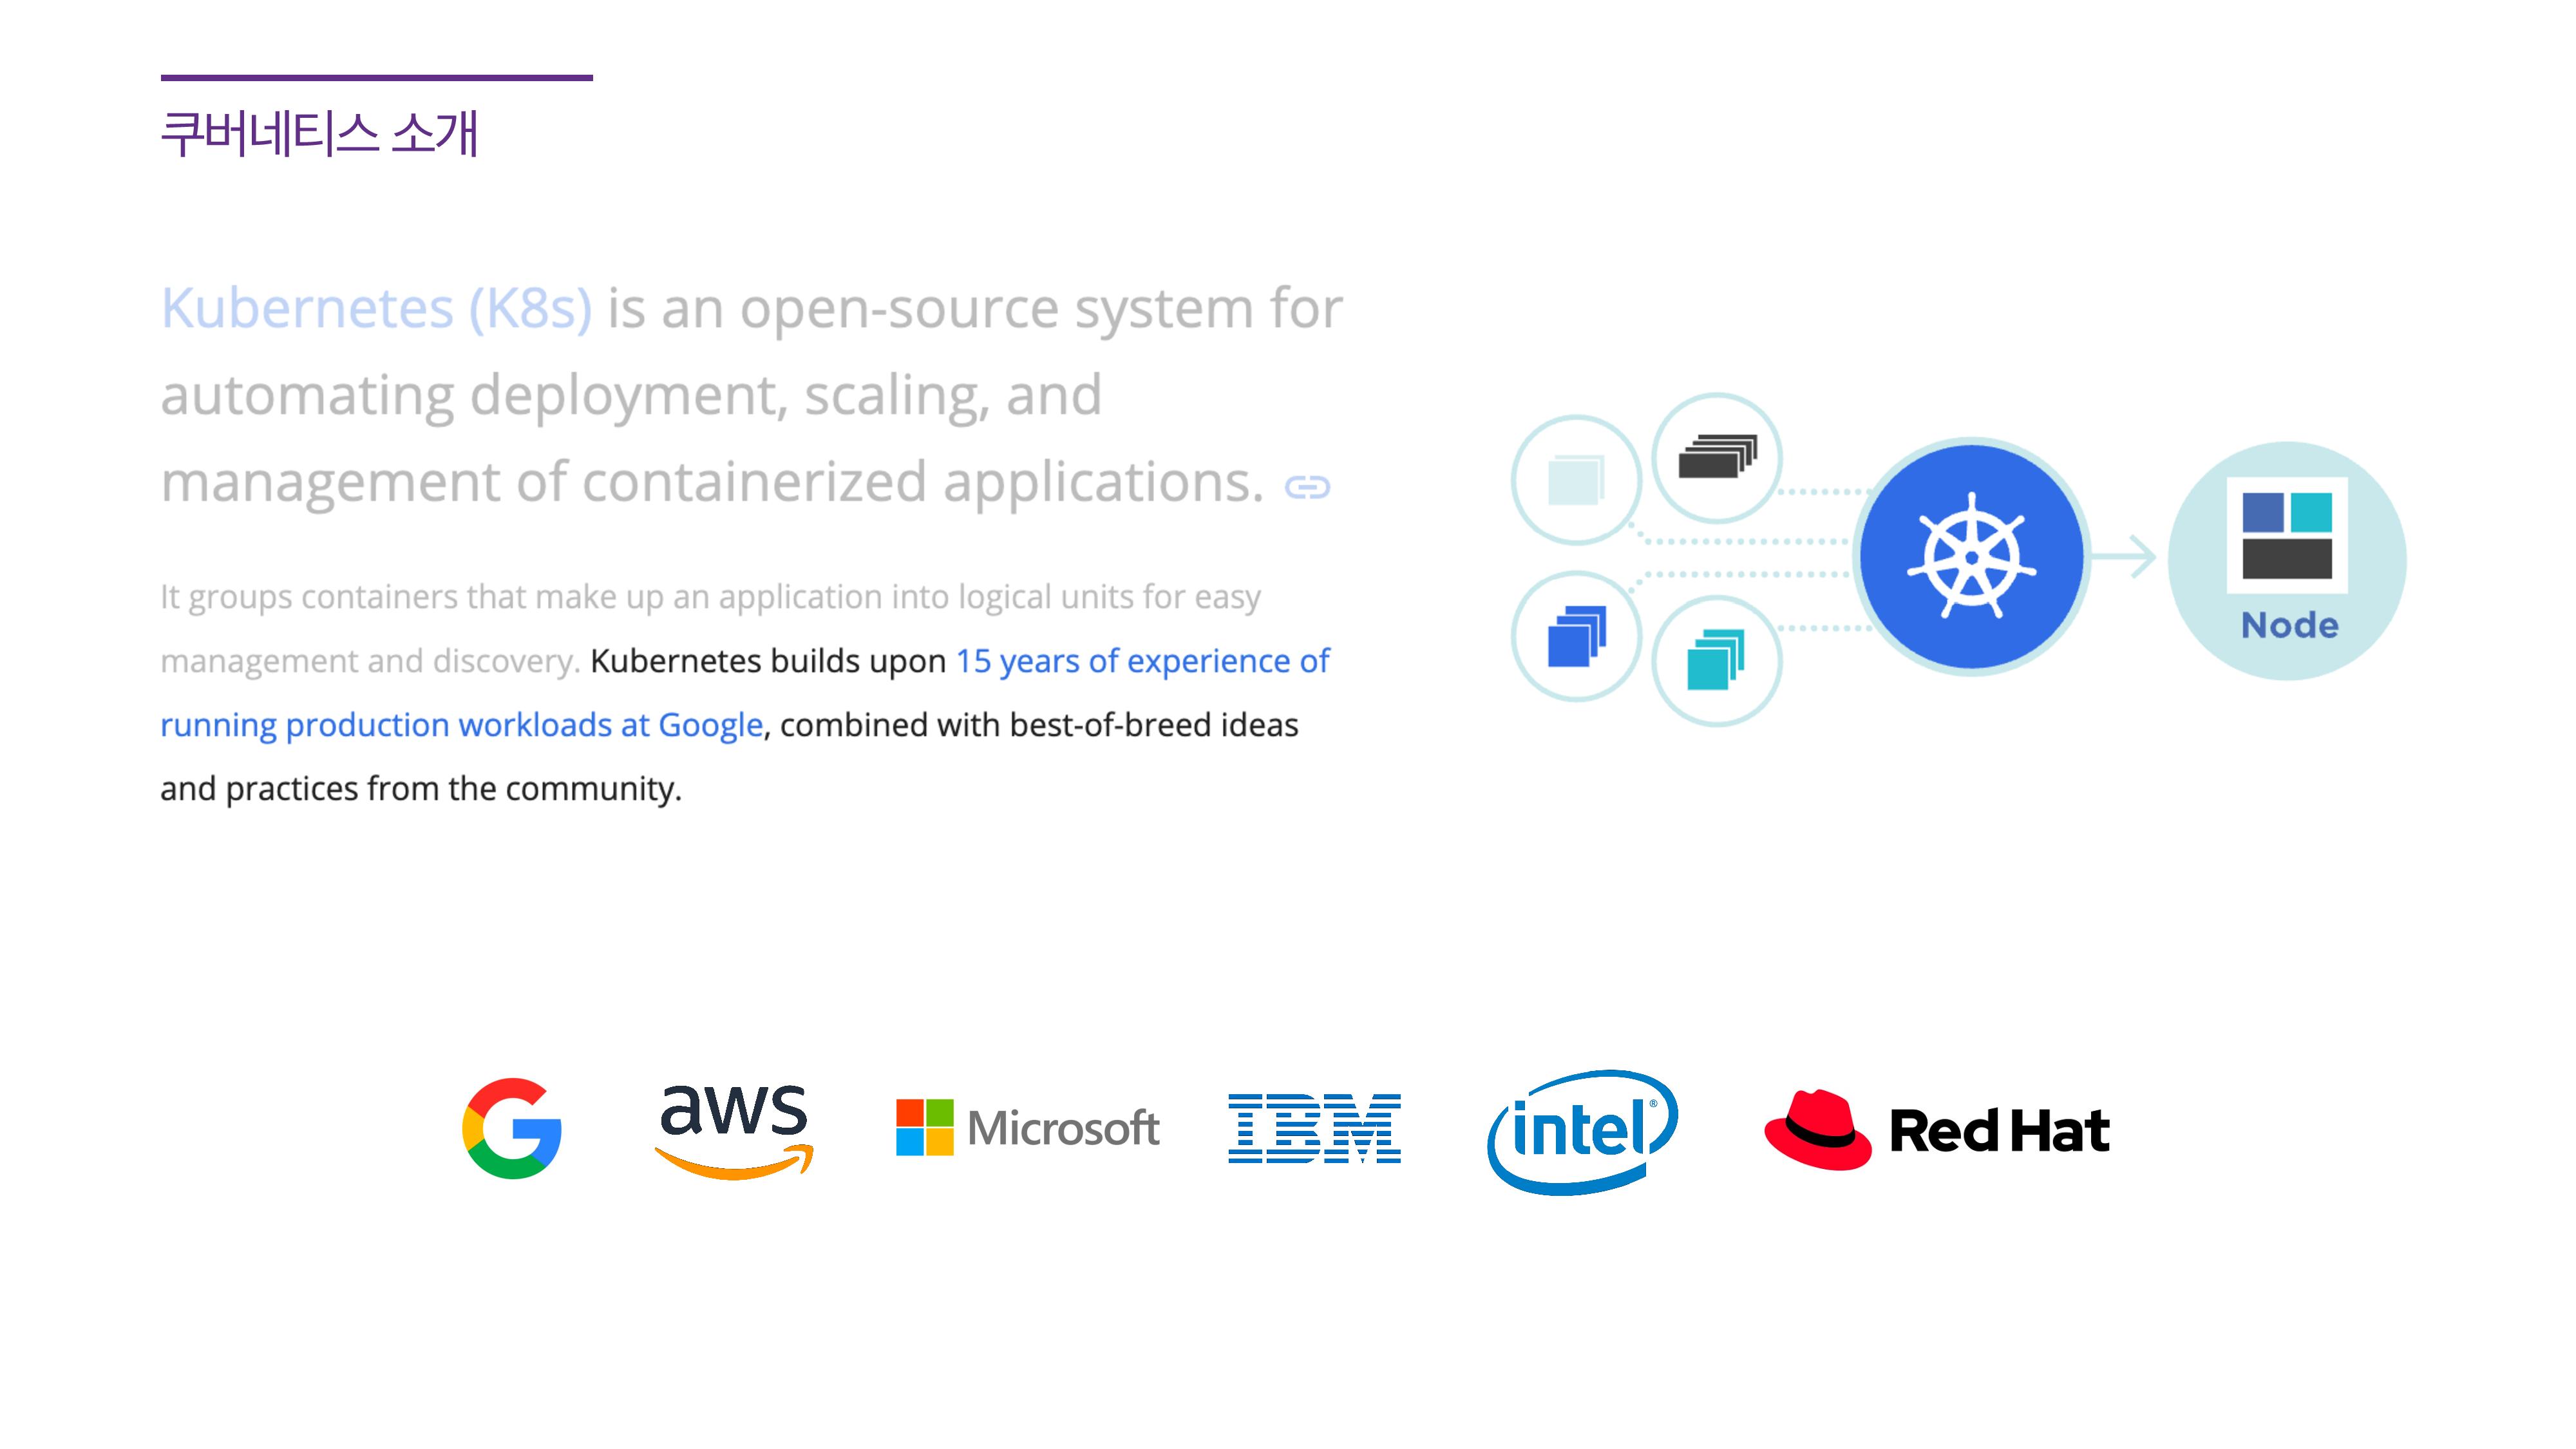 쿠버네티스 소개
Kubernetes (K8s) is an open-source system for
automating deployment, scaling, and
management of containerized applications.
It groups containers that make up an application into logical units for easy
management and discovery. Kubernetes builds upon 15 years of experience of
running production workloads at Google, combined with best-of-breed ideas
and practices from the community.
Node
G
aws
Microsoft
IBM
intel®
Red Hat